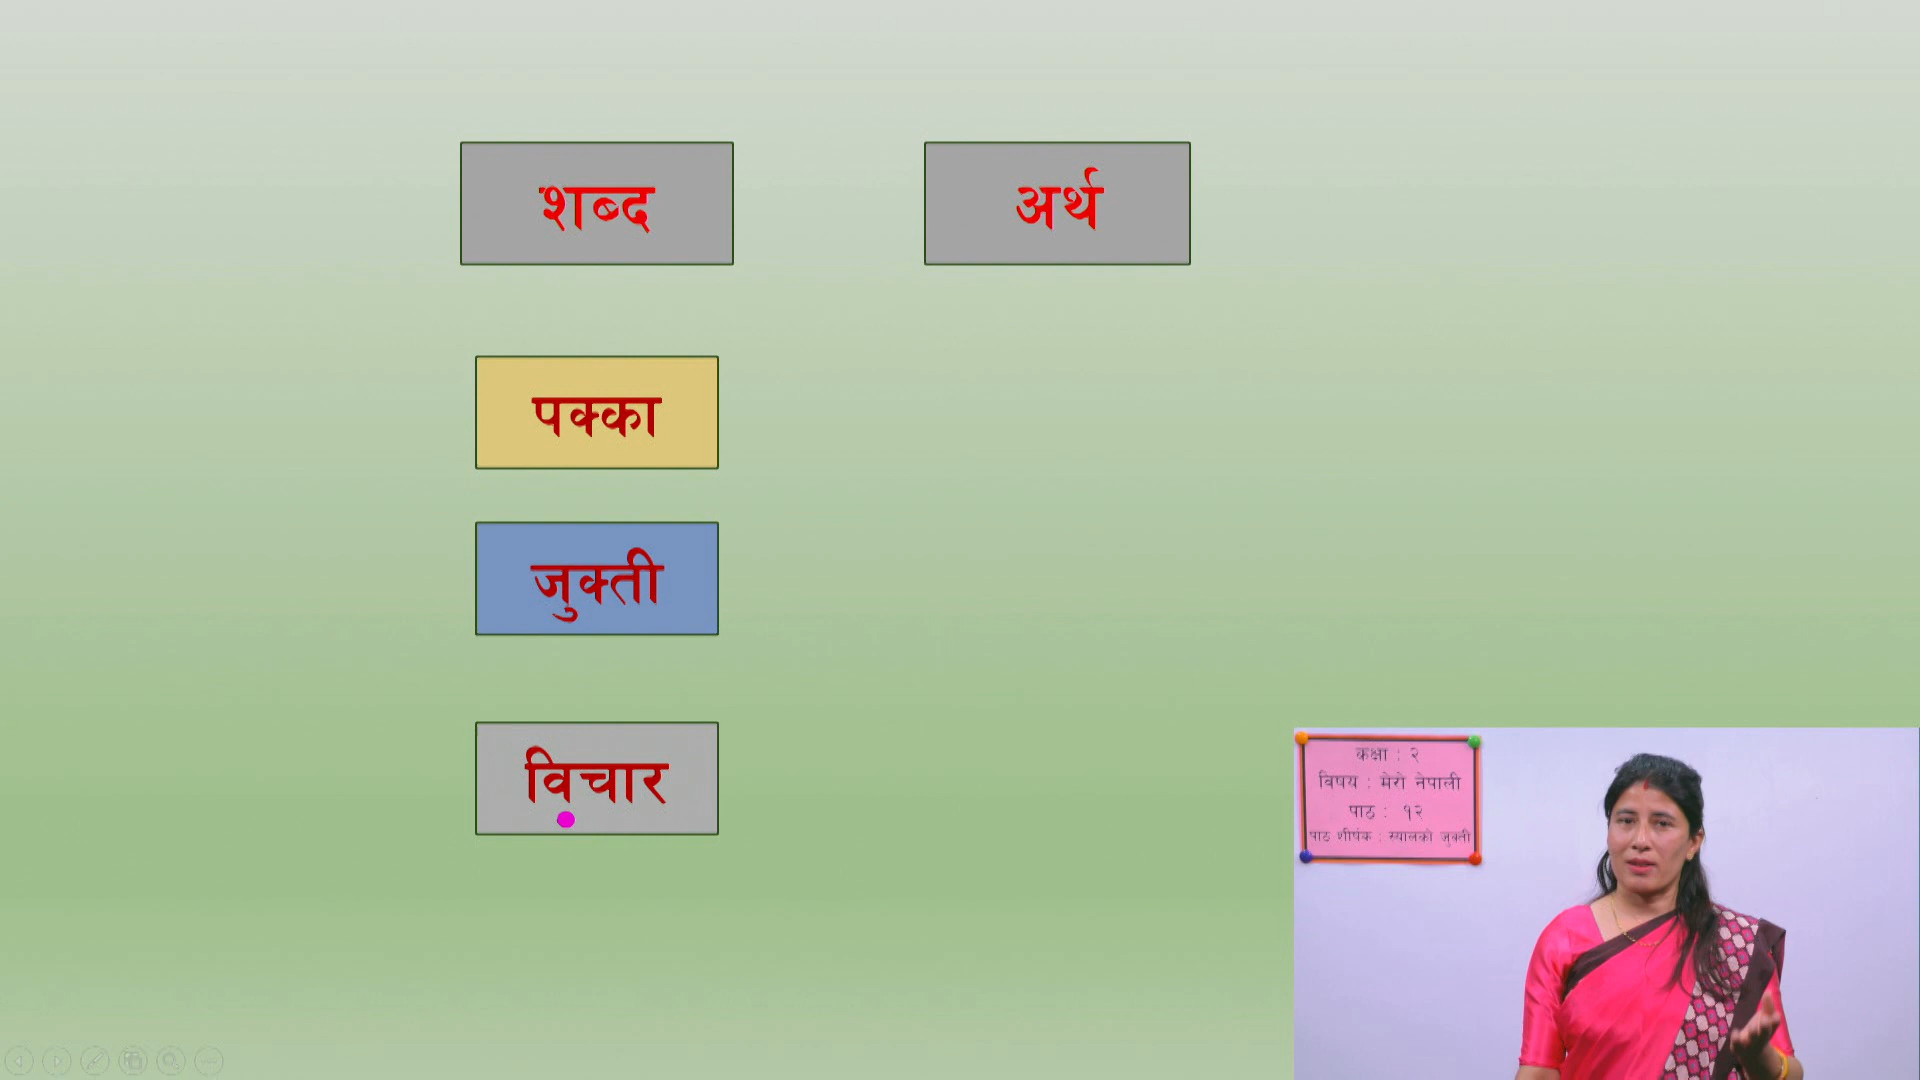 शब्द
अर्थ
पक्का
जुक्ती
विचार
कक्षा : २
विषय : मेरो नेपाली
पाठ : १२
पाठ शीर्षक : स्यालको जुक्ती